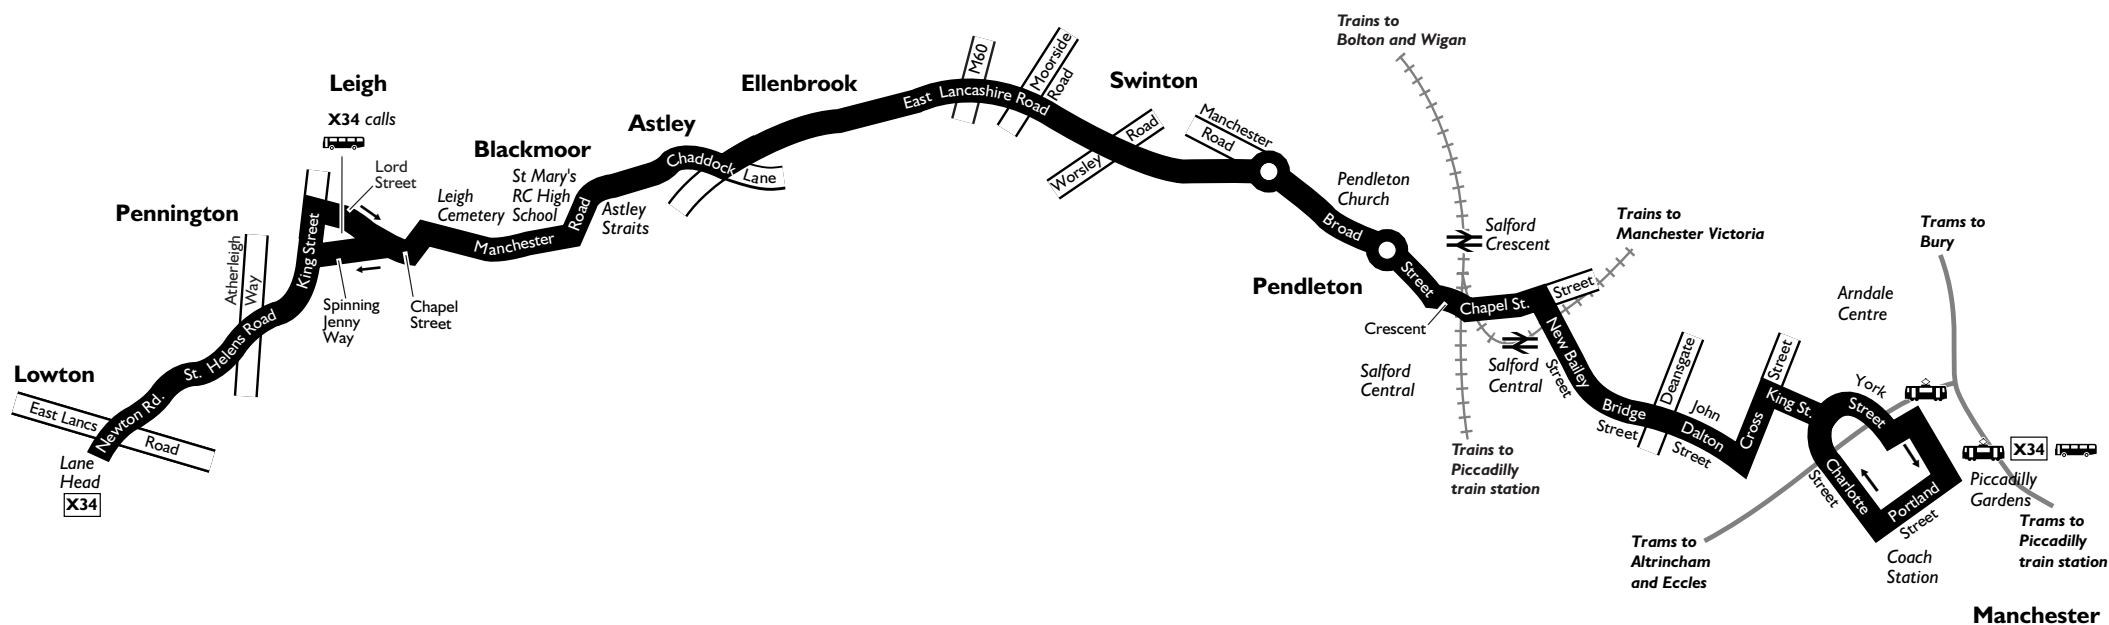 Trains to
Bolton and Wigan
Leigh
X34 calls
Lord
Street
Pennington
Atherleigh
Way
King Street
Spinning
Jenny
Way
Chapel
Street
Lowton
East Lancs
Road
Newton Rd.
St. Helens Road
Lane
Head
X34
Leigh
Cemetery
Blackmoor
St Mary's
RC High
School
Manchester
Road
Astley
Straits
Astley
Chaddock
Lane
Ellenbrook
East Lancashire Road
M60
Moorside
Road
Swinton
Worsley
Road
Manchester
Road
Pendleton
Church
Broad
Street
Pendleton
Crescent
Salford
Crescent
Chapel St.
Street
Trains to
Manchester Victoria
Salford
Central
Salford
Central
Trains to
Piccadilly
train station
New Bailey
Street
Bridge
Street
Deansgate
John
Dalton
Street
Cross
Street
King St.
York
Street
Arndale
Centre
Trams to
Bury
Charlotte
Street
Portland
Street
X34
Piccadilly
Gardens
Trams to
Piccadilly
train station
Trams to
Altrincham
and Eccles
Coach
Station
Manchester